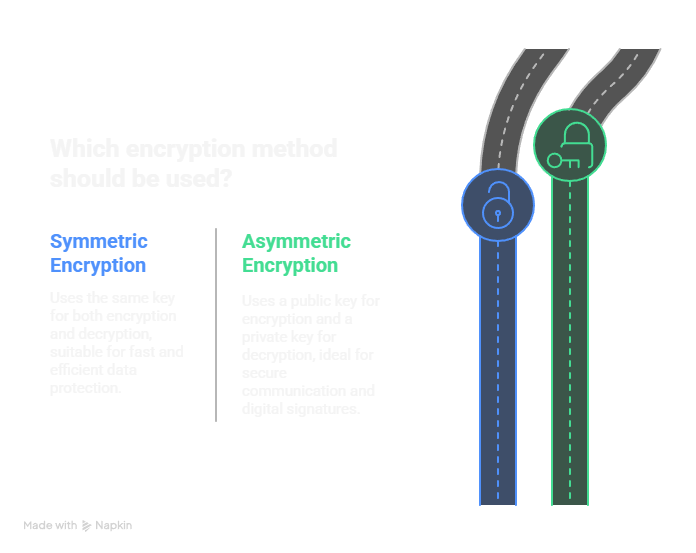 Which encryption method
should be used?
Symmetric
Encryption
Uses the same key
for both encryption
and decryption,
suitable for fast and
efficient data
protection.
Asymmetric
Encryption
Uses a public key for
encryption and a
private key for
decryption, ideal for
secure
communication and
digital signatures.
Made with Napkin